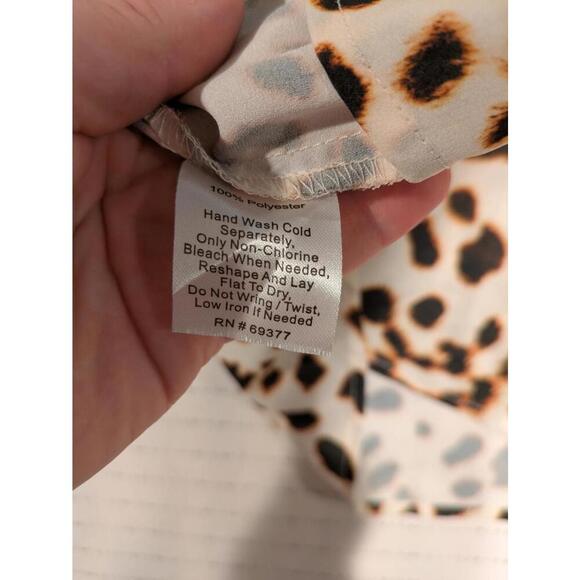 100% Polyester
Hand Wash Cold
Separately,
Only Non-Chlorine
Bleach When Needed,
Reshape And Lay
Flat To Dry,
Do Not Wring / Twist,
Low Iron If Needed
RN # 69377